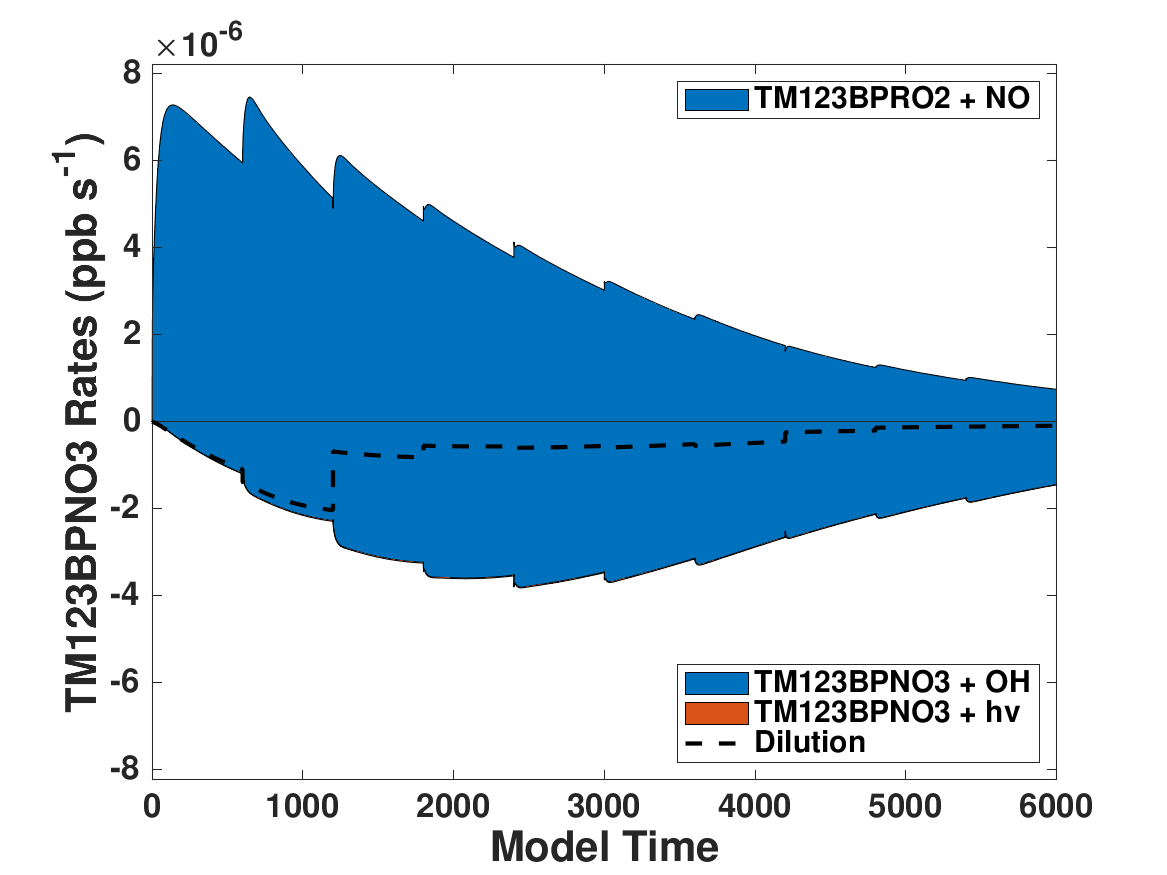 ×10-6
8
6
4
2
0
-2
-4
-6
-8
TM123BPNO3 Rates (ppb s-1)
TM123BPRO2 + NO
TM123BPNO3 + OH
TM123BPNO3 + hv
Dilution
0 1000 2000 3000 4000 5000 6000
Model Time